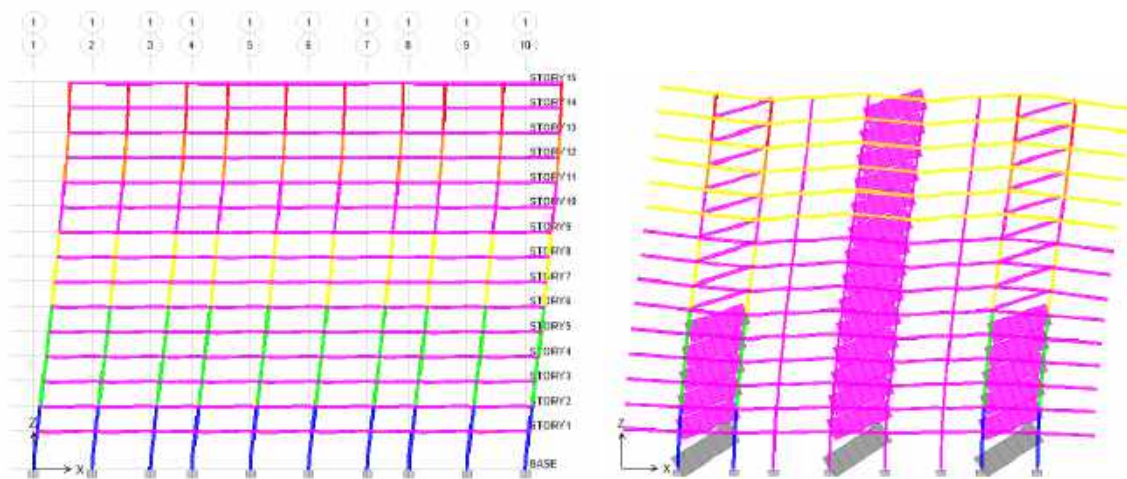 1 1 1 1 1 1 1 1 1 1
1 2 3 4 5 6 7 8 9 10
STORY15
STORY14
STORY13
STORY12
STORY11
STORY10
STORY9
STORY8
STORY7
STORY6
STORY5
STORY4
STORY3
STORY2
Z
STORY1
Z
BASE
X
X